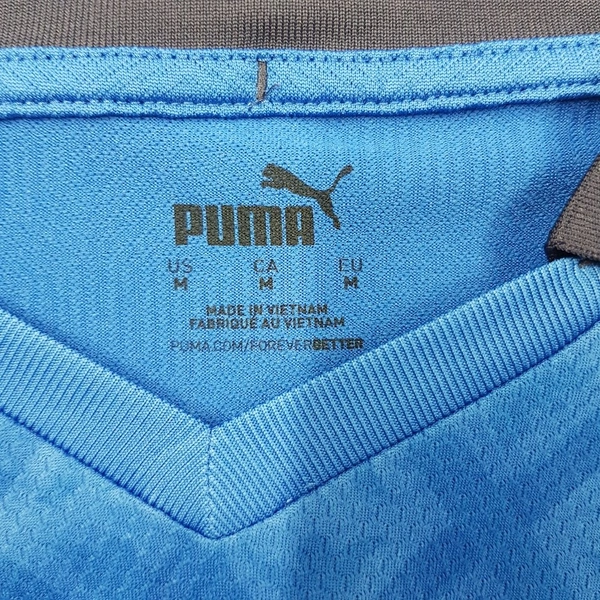 PUMA
US CA EU
M M M
MADE IN VIETNAM
FABRIQUE AU VIETNAM
PUMA.COM/FOREVERBETTER